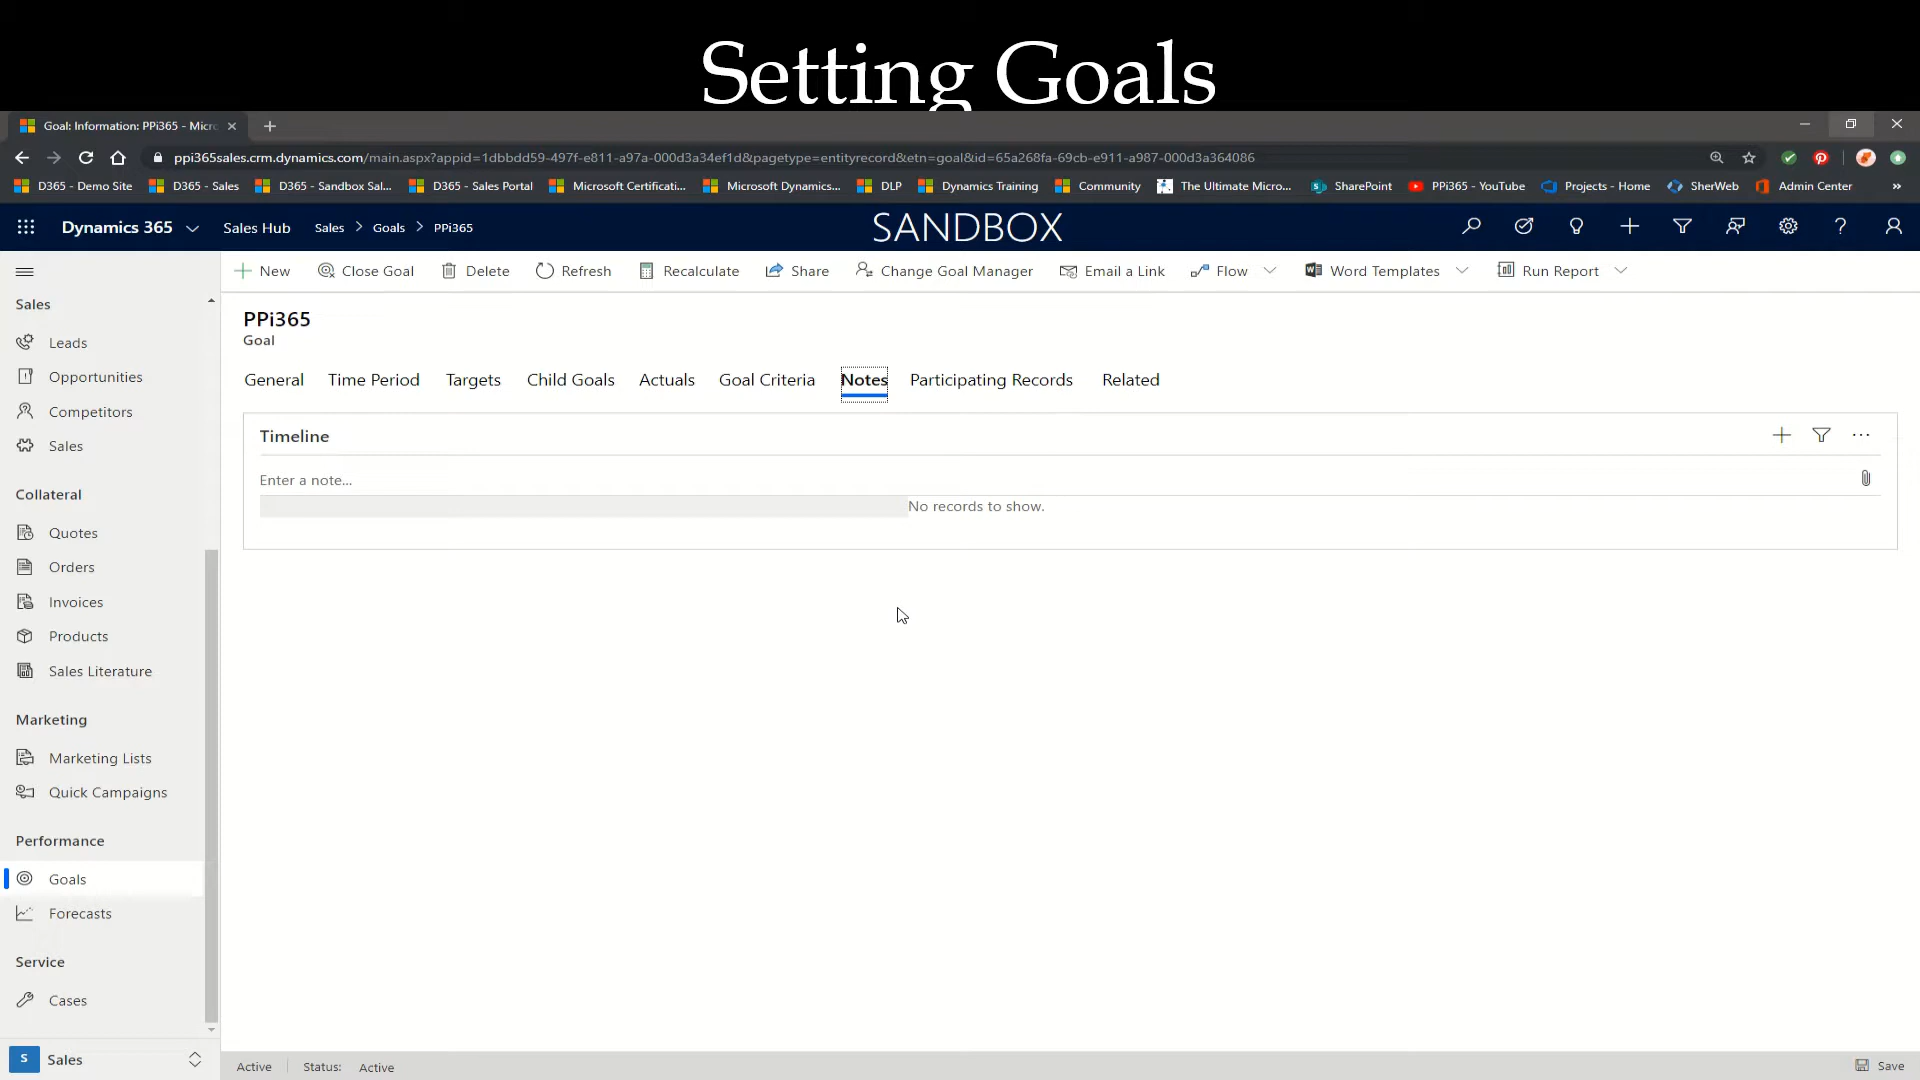 Setting Goals
Goal: Information: PPi365 - Micr
ppi365sales.crm.dynamics.com/main.aspx?appid=1dbbdd59-497f-e811-a97a-000d3a34ef1d&pagetype=entityrecord&etn=goal&id=65a268fa-69cb-e911-a987-000d3a364086
D365 - Demo Site D365 - Sales D365 - Sandbox Sal... D365 - Sales Portal Microsoft Certificati... Microsoft Dynamics... DLP Dynamics Training Community The Ultimate Micro... SharePoint PPi365 - YouTube Projects - Home SherWeb Admin Center »
Dynamics 365 Sales Hub Sales > Goals > PPi365 SANDBOX
New Close Goal Delete Refresh Recalculate Share Change Goal Manager Email a Link Flow Word Templates Run Report
Sales
Leads
Opportunities
Competitors
Sales
Collateral
Quotes
Orders
Invoices
Products
Sales Literature
Marketing
Marketing Lists
Quick Campaigns
Performance
Goals
Forecasts
Service
Cases
S Sales
PPi365
Goal
General Time Period Targets Child Goals Actuals Goal Criteria Notes Participating Records Related
Timeline
Enter a note...
No records to show.
Active Status: Active Save